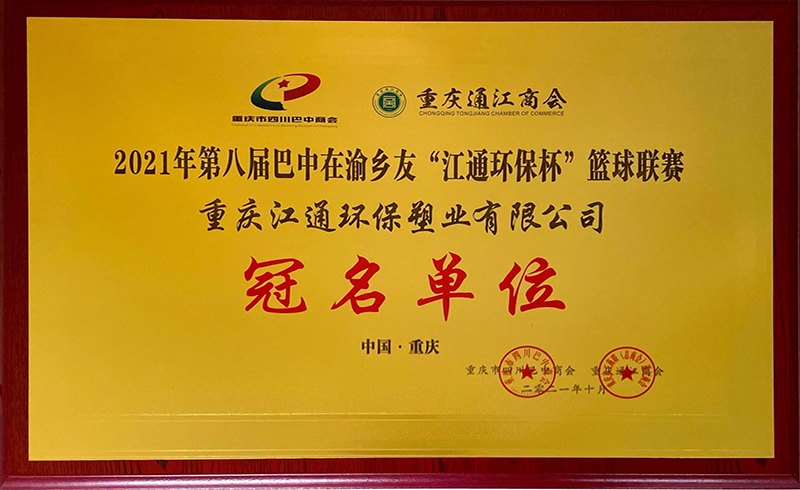 重庆市四川巴中商会
重庆通江商会
CHONGQING TONGJIANG CHAMBER OF COMMERCE
2021年第八届巴中在渝乡友“江通环保杯”篮球联赛
重庆江通环保塑业有限公司
冠名单位
中国·重庆
重庆市四川巴中商会 重庆通江商会
二零二一年十月